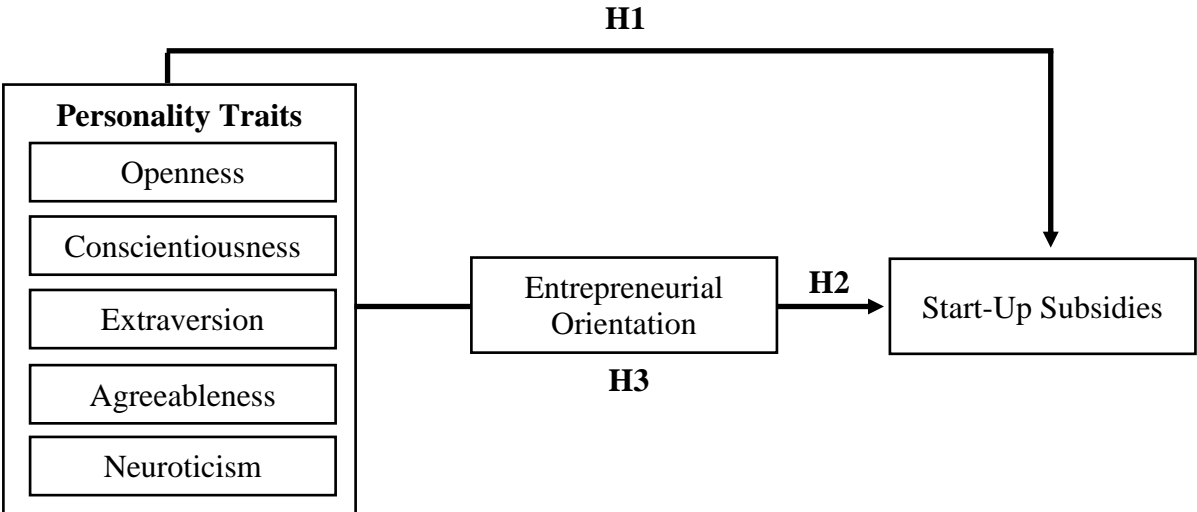 H1
Personality Traits
Openness
Conscientiousness
Extraversion
Agreeableness
Neuroticism
Entrepreneurial
Orientation
H3
H2
Start-Up Subsidies